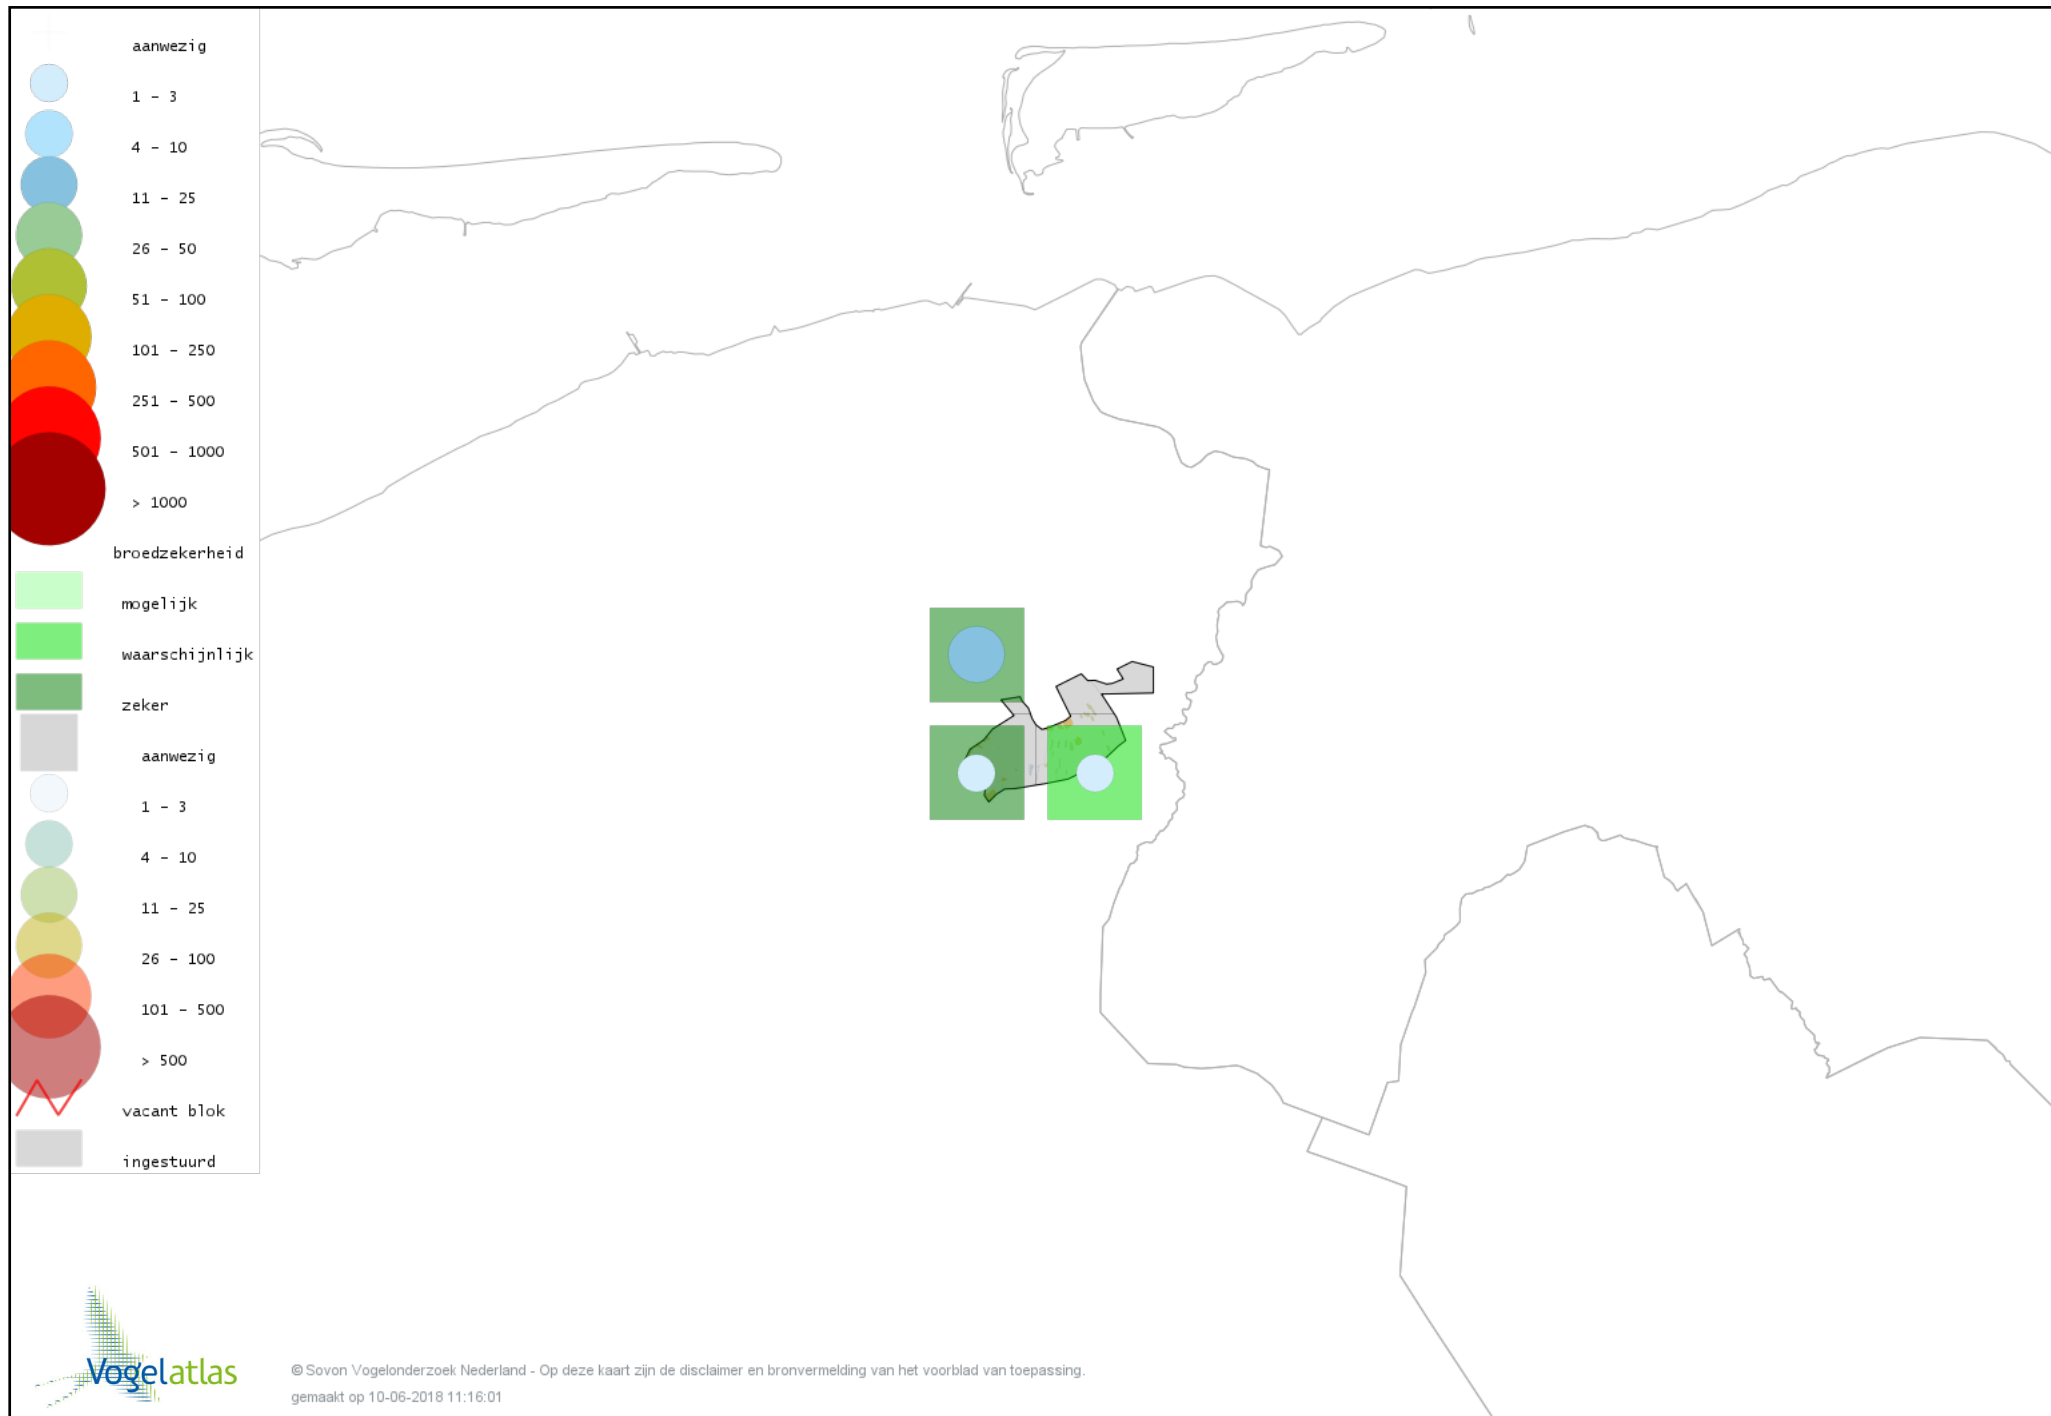 aanwezig
1 - 3
4 - 10
11 - 25
26 - 50
51 - 100
101 - 250
251 - 500
501 - 1000
> 1000
broedzekerheid
mogelijk
waarschijnlijk
zeker
aanwezig
1 - 3
4 - 10
11 - 25
26 - 100
101 - 500
> 500
vacant blok
ingestuurd
Vogelatlas
© Sovon Vogelonderzoek Nederland - Op deze kaart zijn de disclaimer en bronvermelding van het voorblad van toepassing.
gemaakt op 10-06-2018 11:16:01